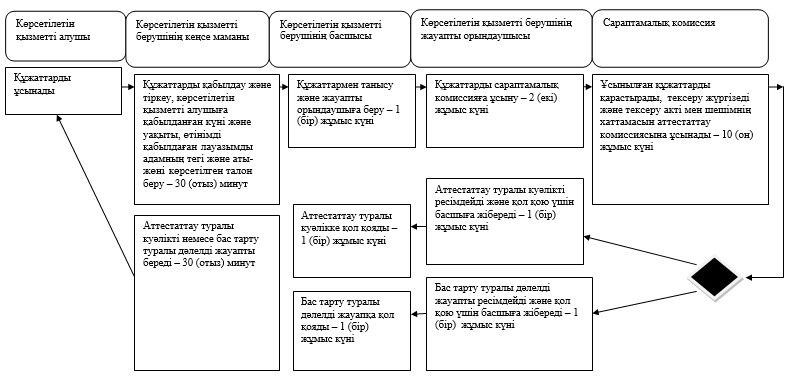 Көрсетілетін
қызметті алушы
Көрсетілетін қызметті
берушінің кеңсе маманы
Көрсетілетін қызметті
берушінің басшысы
Көрсетілетін қызметті берушінің
жауапты орындаушысы
Сараптамалық комиссия
Құжаттарды
ұсынады
Құжаттарды қабылдау және
тіркеу, көрсетілетін
қызметті алушыға
қабылданған күні және
уақыты, өтінімді
қабылдаған лауазымды
адамның тегі және аты-
жөні көрсетілген талон
беру – 30 (отыз) минут
Құжаттармен танысу
және жауапты
орындаушыға беру – 1
(бір) жұмыс күні
Құжаттарды сараптамалық
комиссияға ұсыну – 2 (екі)
жұмыс күні
Ұсынылған құжаттарды
қарастырады, тексеру жүргізеді
және тексеру акті мен шешімнің
хаттамасын аттестаттау
комиссиясына ұсынады – 10 (он)
жұмыс күні
Аттестаттау туралы
куәлікті немесе бас тарту
туралы дәлелді жауапты
береді – 30 (отыз) минут
Аттестаттау туралы
куәлікке қол қояды –
1 (бір) жұмыс күні
Аттестаттау туралы куәлікті
ресімдейді және қол қою үшін
басшыға жібереді – 1 (бір)
жұмыс күні
Бас тарту туралы
дәлелді жауапқа қол
қояды – 1 (бір)
жұмыс күні
Бас тарту туралы дәлелді
жауапты ресімдейді және қол
қою үшін басшыға жібереді – 1
(бір) жұмыс күні